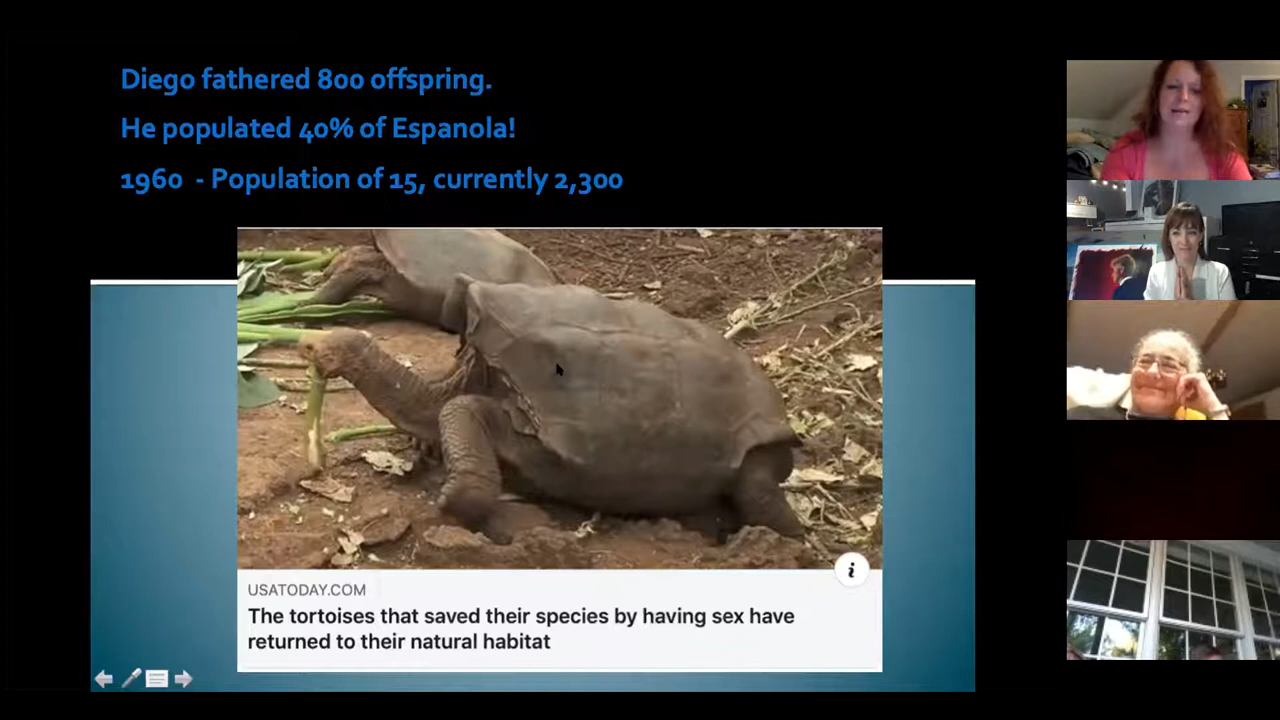 Diego fathered 800 offspring.
He populated 40% of Espanola!
1960 - Population of 15, currently 2,300
i
USATODAY.COM
The tortoises that saved their species by having sex have
returned to their natural habitat